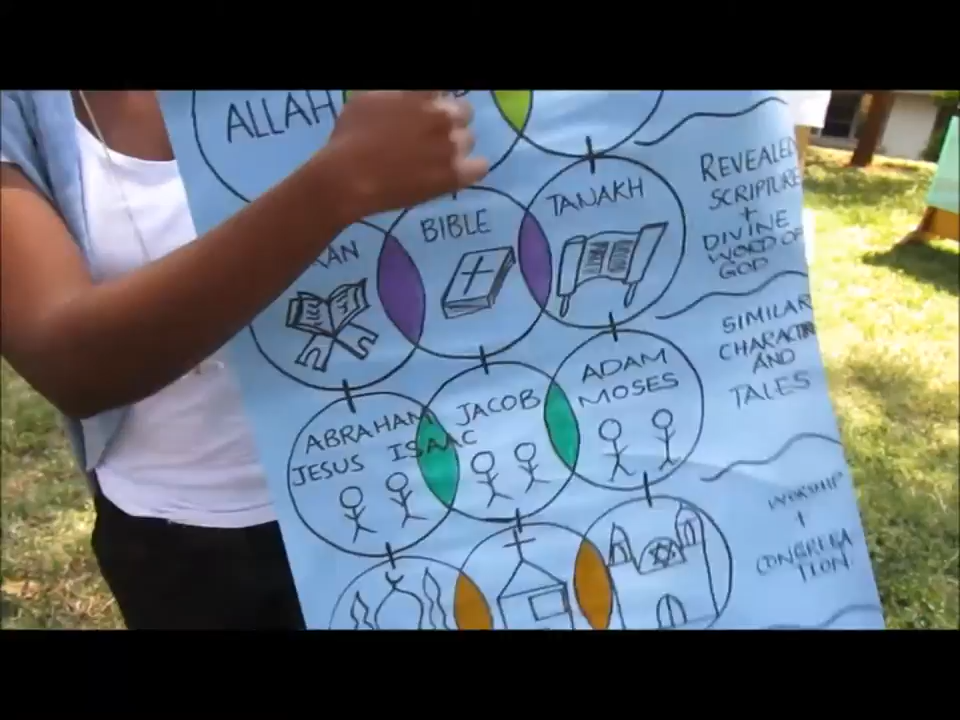 ALLAH
BIBLE
TANAKH
REVEALED
SCRIPTURE
+
DIVINE
WORD OF
GOD
ABRAHAM
JESUS
ISAAC
JACOB
ADAM
MOSES
SIMILAR
AND
TALES
WORSHIP
+
CONGREGA
TION.